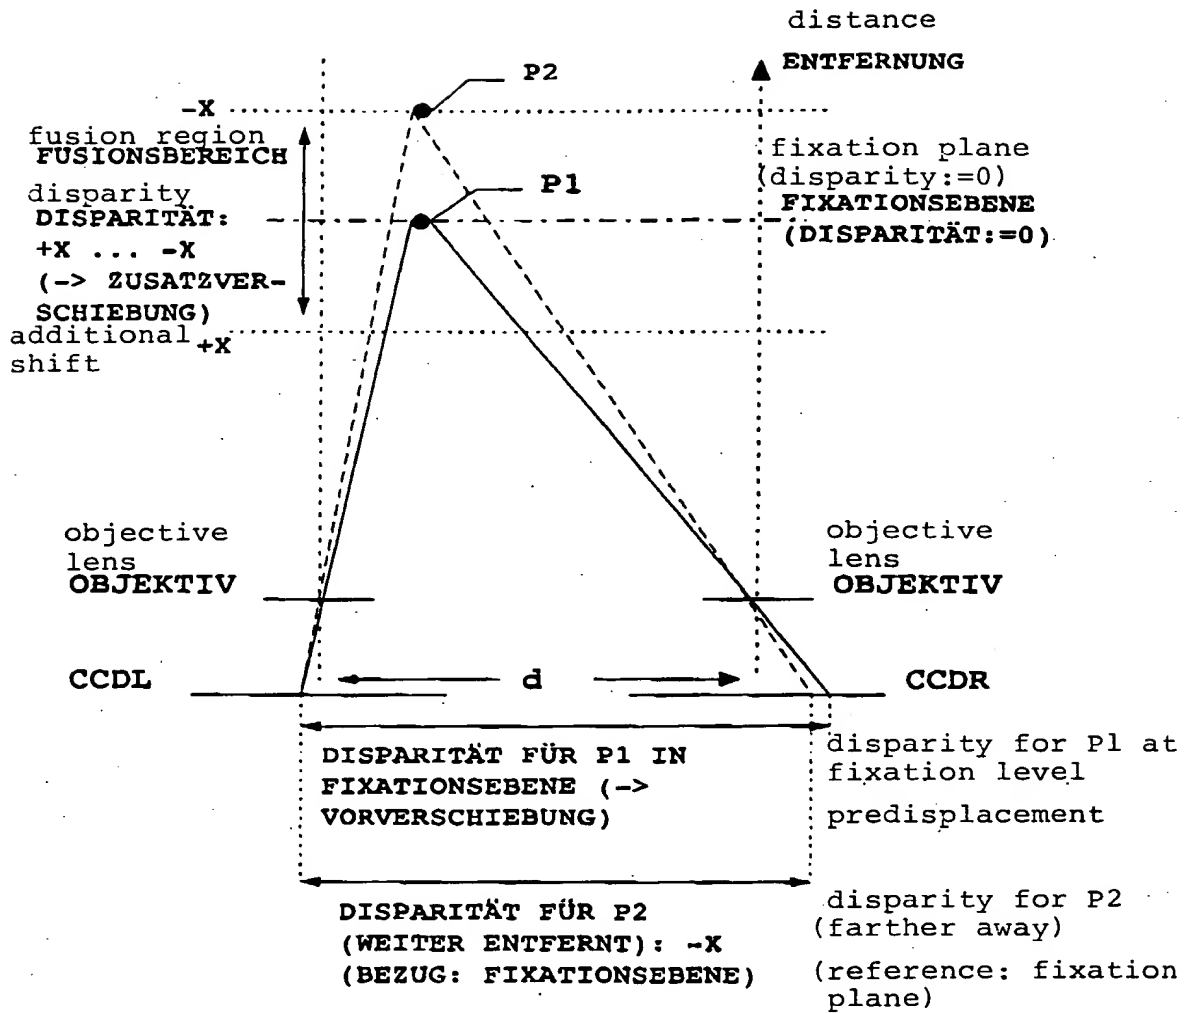 distance
ENTFERNUNG
P2
-X
fusion region
FUSIONSBEREICH
disparity
DISPARITÄT:
+X ... -X
(-> ZUSATZVER-
SCHIEBUNG)
additional
shift
+X
P1
fixation plane
(disparity:=0)
FIXATIONSEBENE
(DISPARITÄT:=0)
objective
lens
OBJEKTIV
objective
lens
OBJEKTIV
CCDL
d
CCDR
DISPARITÄT FÜR P1 IN
FIXATIONSEBENE (->
VORVERSCHIEBUNG)
disparity for P1 at
fixation level
predisplacement
DISPARITÄT FÜR P2
(WEITER ENTFERNT): -X
(BEZUG: FIXATIONSEBENE)
disparity for P2
(farther away)
(reference: fixation
plane)